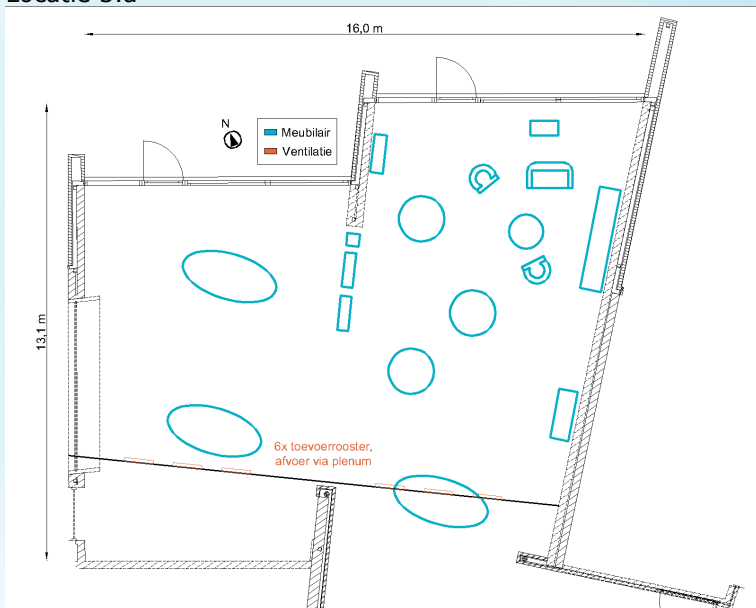 16,0 m
N
Meubilair
Ventilatie
13,1 m
6x toevoerrooster,
afvoer via plenum